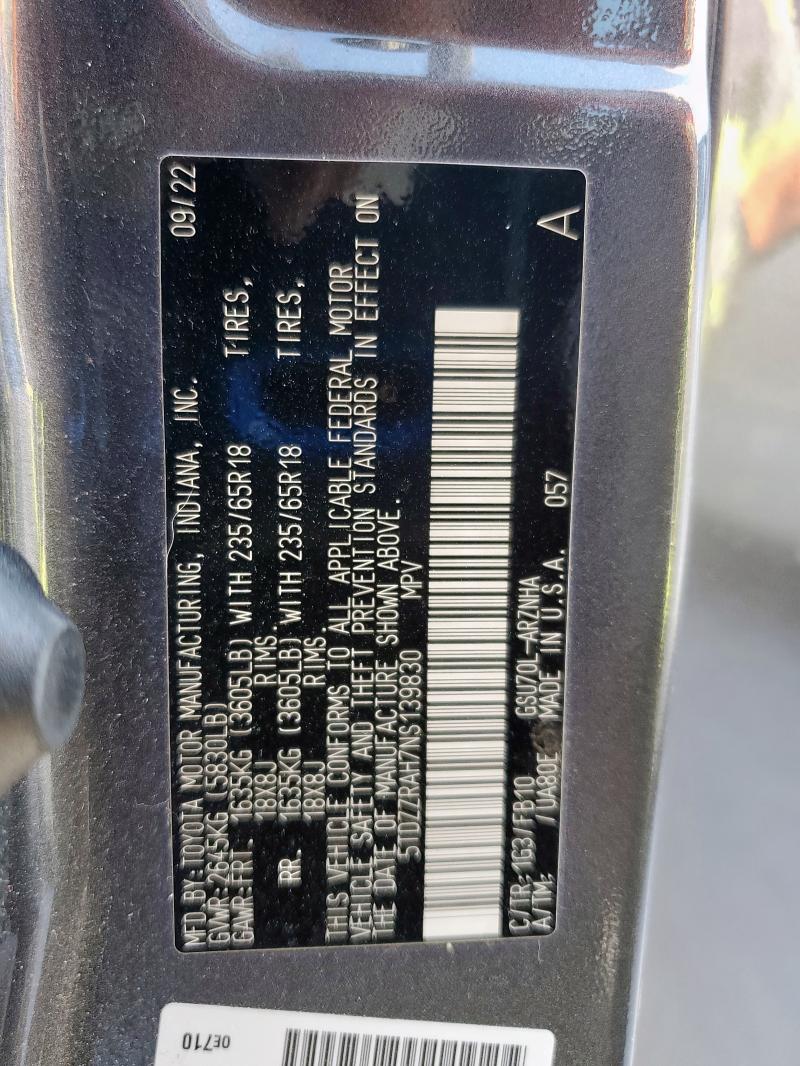 MFD BY:TOYOTA MOTOR MANUFACTURING, INDIANA, INC. 09/22
GVWR:2645KG (5830LB)
GAWR:FRT 1635KG (3605LB) WITH 235/65R18 TIRES,
18X8J RIMS.
RR. 1635KG (3605LB) WITH 235/65R18 TIRES,
18X8J RIMS
THIS VEHICLE CONFORMS TO ALL APPLICABLE FEDERAL MOTOR
VEHICLE SAFETY AND THEFT PREVENTION STANDARDS IN EFFECT ON
THE DATE OF MANUFACTURE SHOWN ABOVE.
5TDZZRAF7NS139830 MPV
C/TR: 1G3/FB10 GSU70L-ARZNHA
A/TM: /UA80E MADE IN U.S.A. 057 A
0E710